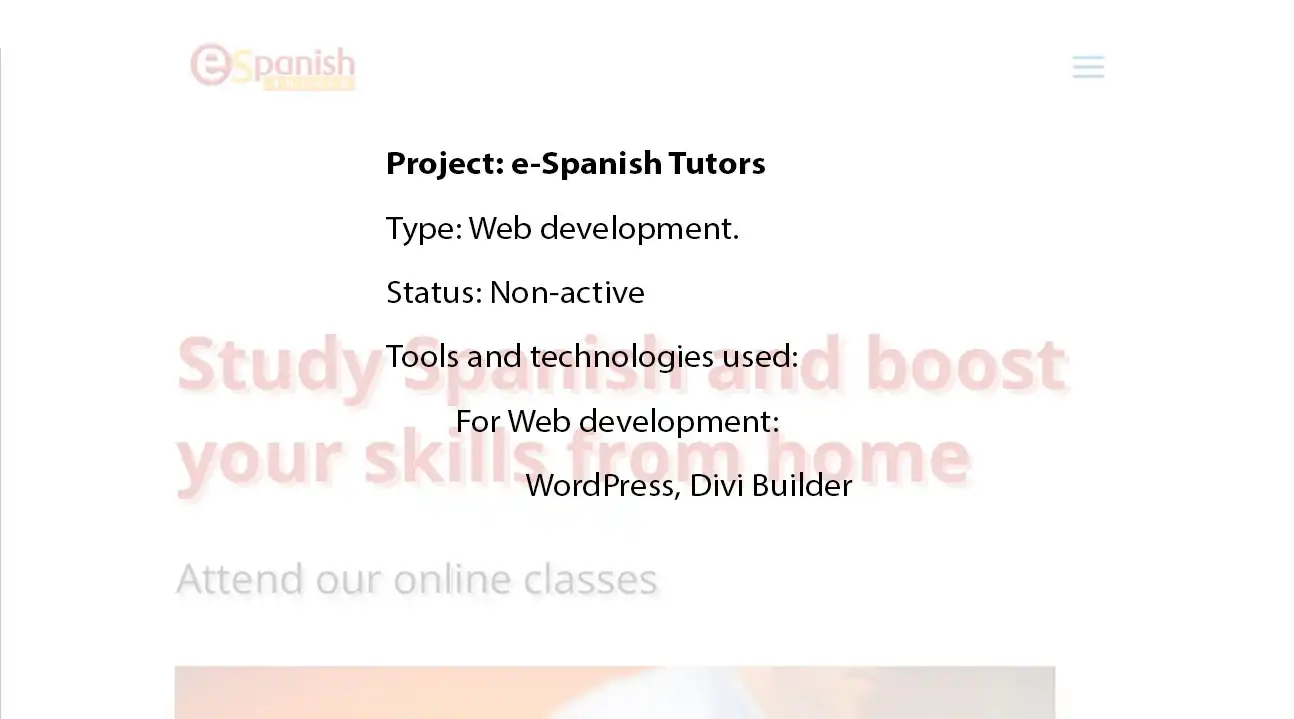 eSpanish
Project: e-Spanish Tutors
Type: Web development.
Status: Non-active
Tools and technologies used:
For Web development:
WordPress, Divi Builder
Study Spanish and boost
your skills from home
Attend our online classes